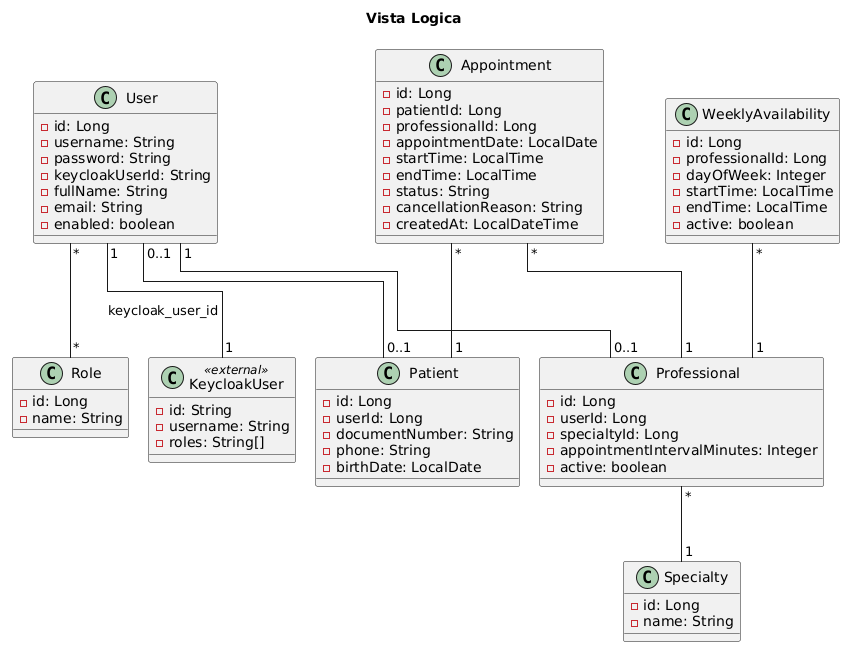 Vista Logica
C User
id: Long
username: String
password: String
keycloakUserId: String
fullName: String
email: String
enabled: boolean
C Appointment
id: Long
patientId: Long
professionalId: Long
appointmentDate: LocalDate
startTime: LocalTime
endTime: LocalTime
status: String
cancellationReason: String
createdAt: LocalDateTime
C WeeklyAvailability
id: Long
professionalId: Long
dayOfWeek: Integer
startTime: LocalTime
endTime: LocalTime
active: boolean
* 1 0..1 1 * * *
keycloak_user_id
* 1 0..1 1 0..1 1 1
C Role
id: Long
name: String
«external»
C KeycloakUser
id: String
username: String
roles: String[]
C Patient
id: Long
userId: Long
documentNumber: String
phone: String
birthDate: LocalDate
C Professional
id: Long
userId: Long
specialtyId: Long
appointmentIntervalMinutes: Integer
active: boolean
*
1
C Specialty
id: Long
name: String